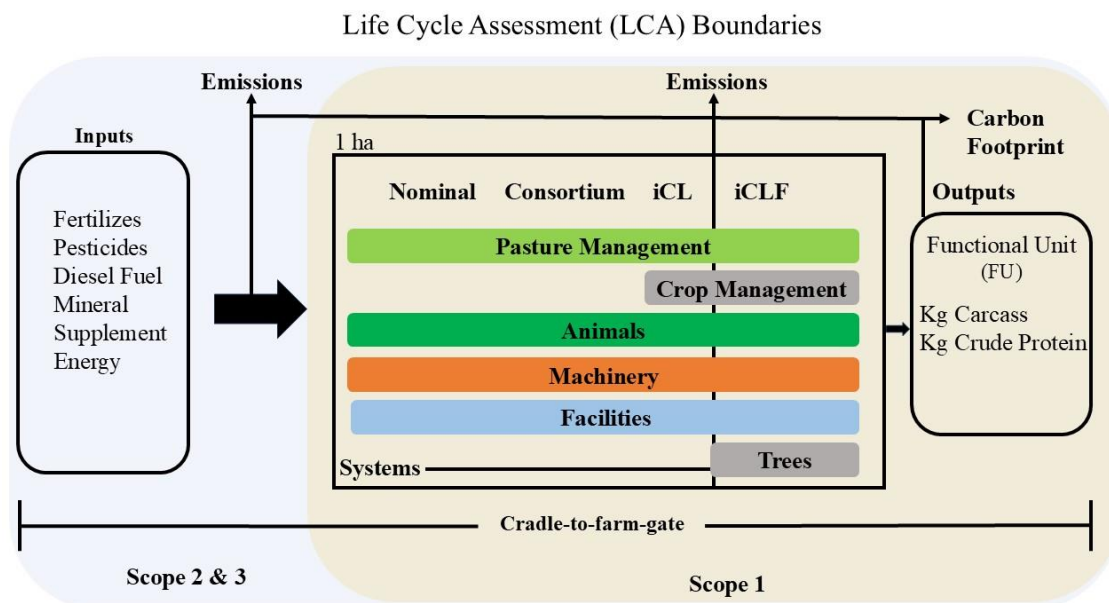 Life Cycle Assessment (LCA) Boundaries
Emissions
Emissions
Inputs
Carbon
Footprint
1 ha
Nominal Consortium iCL iCLF
Outputs
Fertilizes
Pesticides
Diesel Fuel
Mineral
Supplement
Energy
Pasture Management
Crop Management
Animals
Machinery
Facilities
Trees
Systems
Functional Unit
(FU)
Kg Carcass
Kg Crude Protein
Cradle-to-farm-gate
Scope 2 & 3
Scope 1